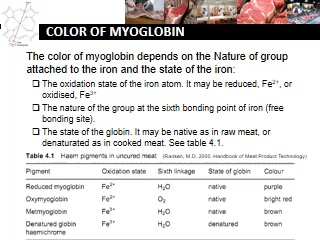 COLOR OF MYOGLOBIN
The color of myoglobin depends on the Nature of group
attached to the iron and the state of the iron:
❑ The oxidation state of the iron atom. It may be reduced, Fe²⁺, or
oxidised, Fe³⁺
❑ The nature of the group at the sixth bonding point of iron (free
bonding site).
❑ The state of the globin. It may be native as in raw meat, or
denaturated as in cooked meat. See table 4.1.
Table 4.1 Haem pigments in uncured meat (Ranken, M.D. 2000. Handbook of Meat Product Technology)
Pigment Oxidation state Sixth linkage State of globin Colour
Reduced myoglobin Fe²⁺ H₂O native purple
Oxymyoglobin Fe²⁺ O₂ native bright red
Metmyoglobin Fe³⁺ H₂O native brown
Denatured globin Fe³⁺ H₂O denatured brown
haemichrome